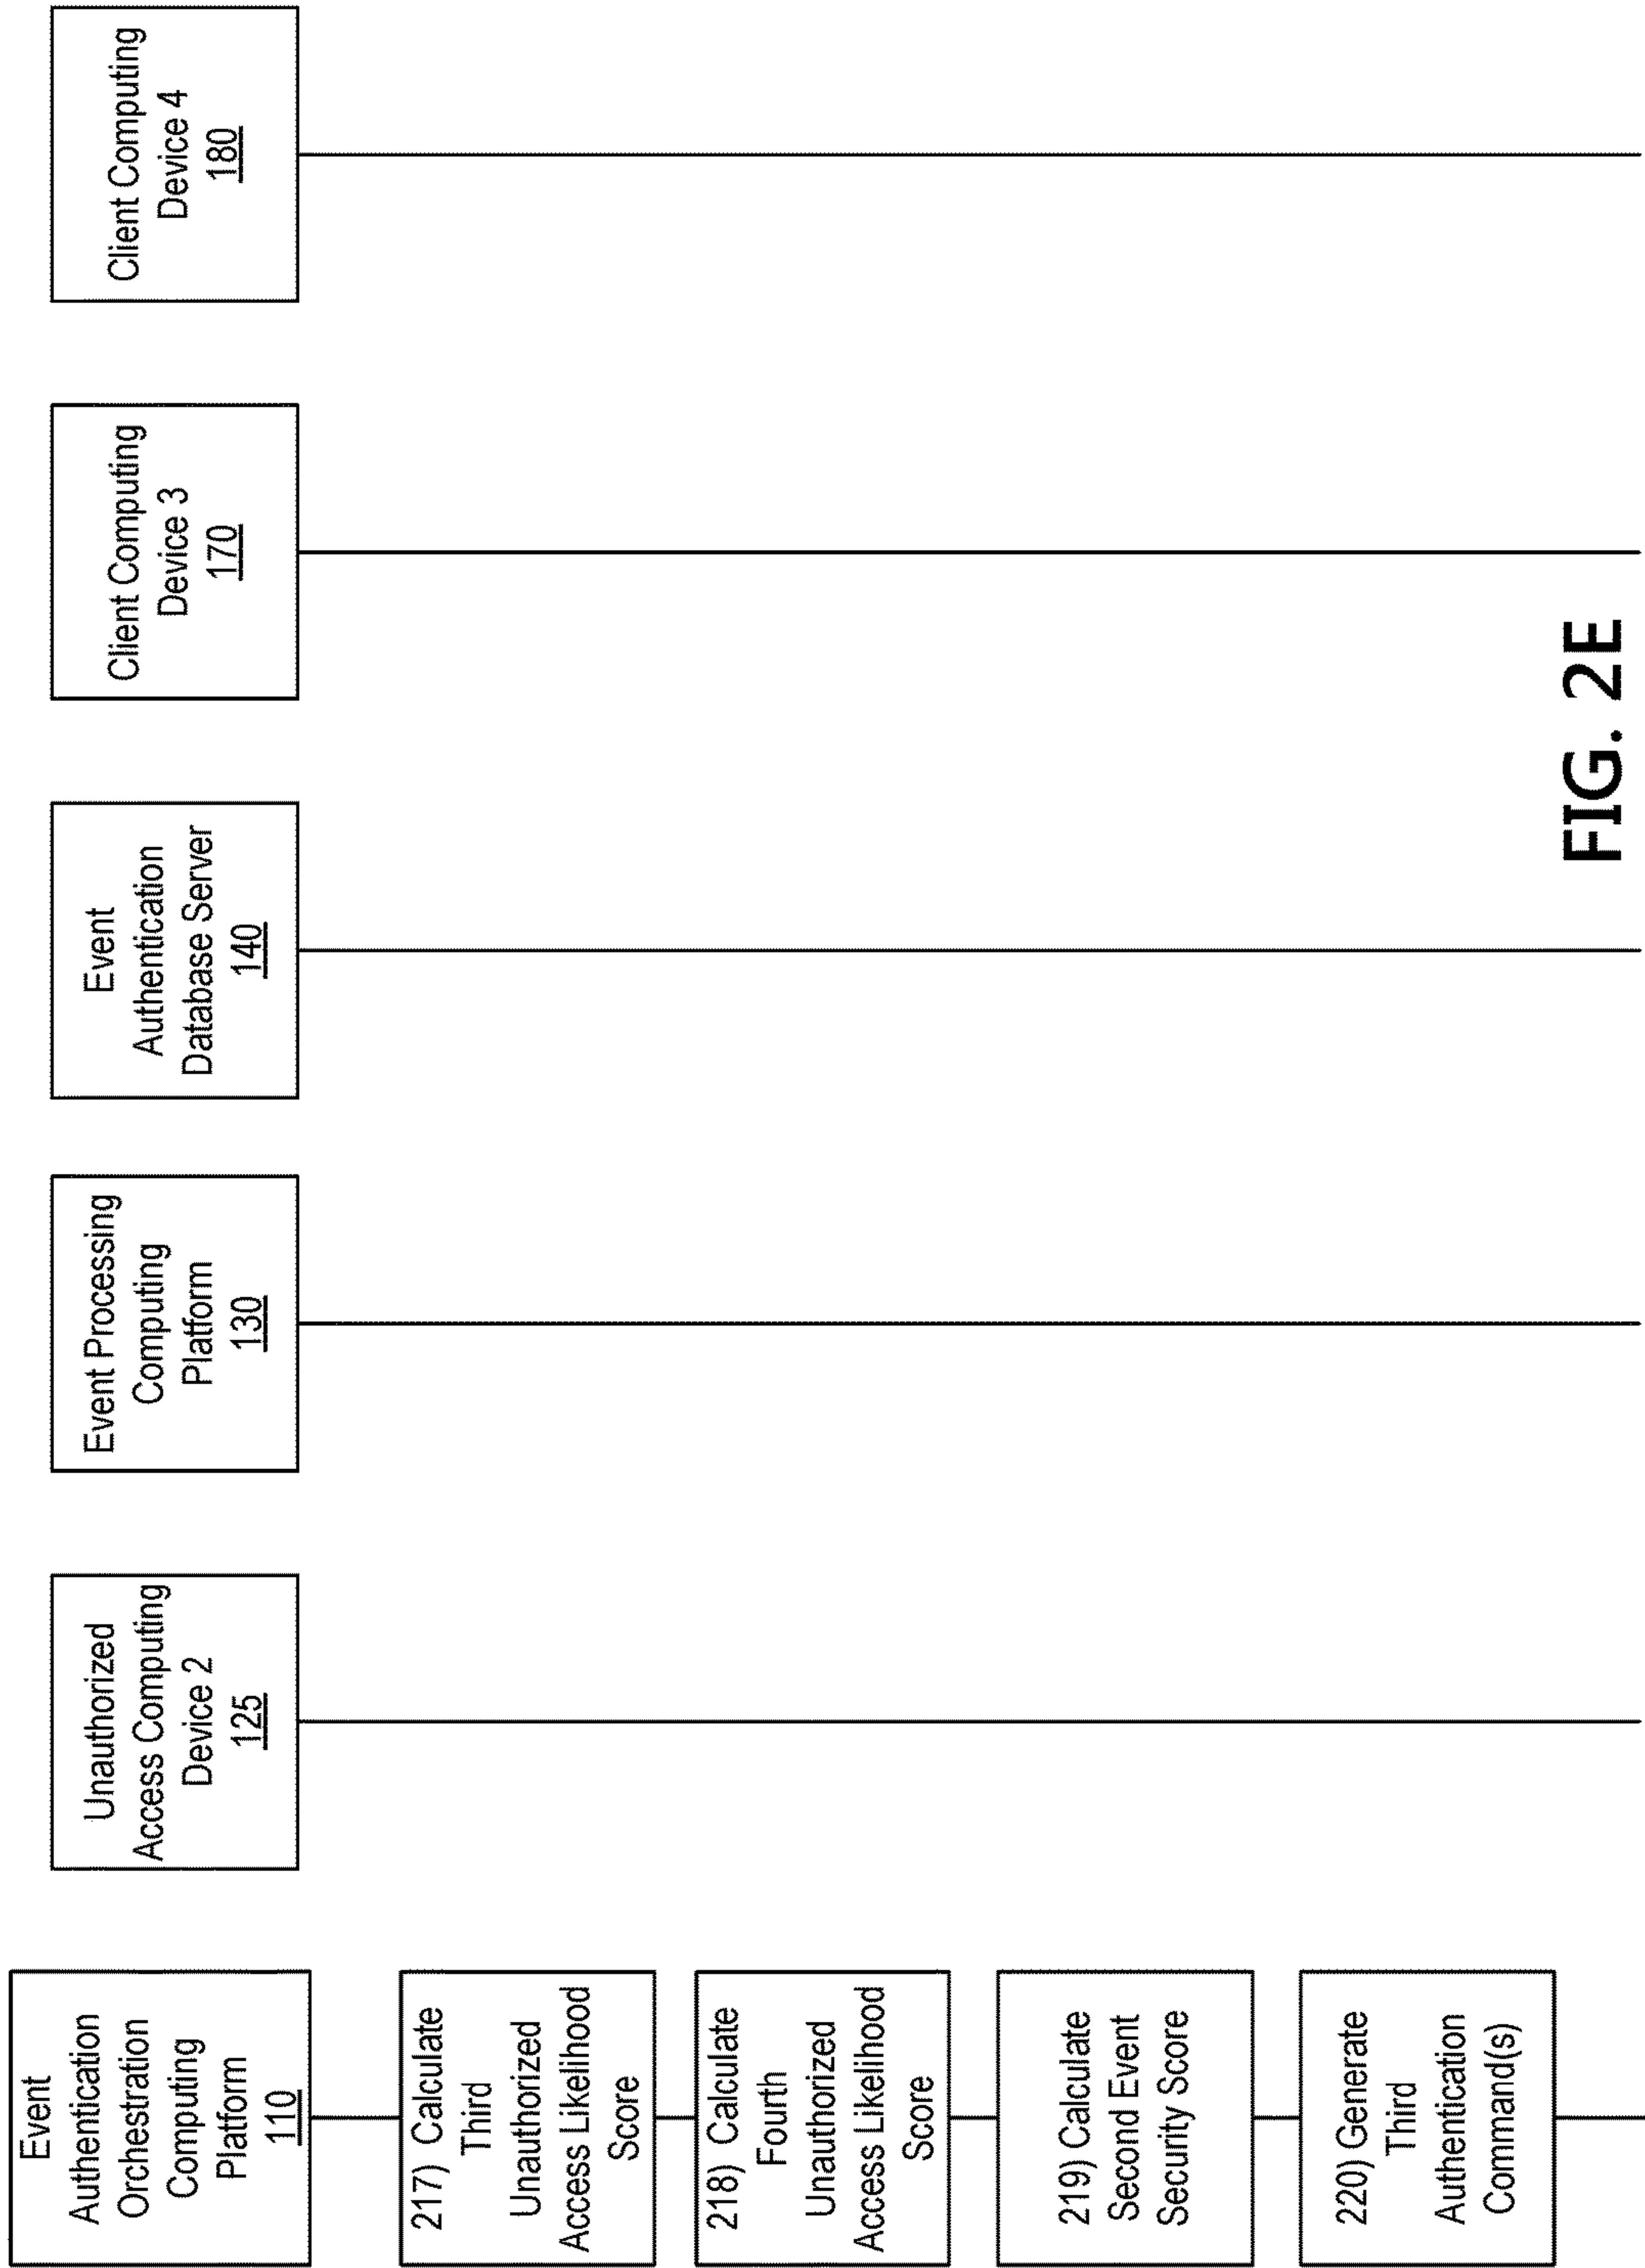 Event
Authentication
Orchestration
Computing
Platform
110
Unauthorized
Access Computing
Device 2
125
Event Processing
Computing
Platform
130
Event
Authentication
Database Server
140
Client Computing
Device 3
170
Client Computing
Device 4
180
217) Calculate
Third
Unauthorized
Access Likelihood
Score
218) Calculate
Fourth
Unauthorized
Access Likelihood
Score
219) Calculate
Second Event
Security Score
220) Generate
Third
Authentication
Command(s)
FIG. 2E